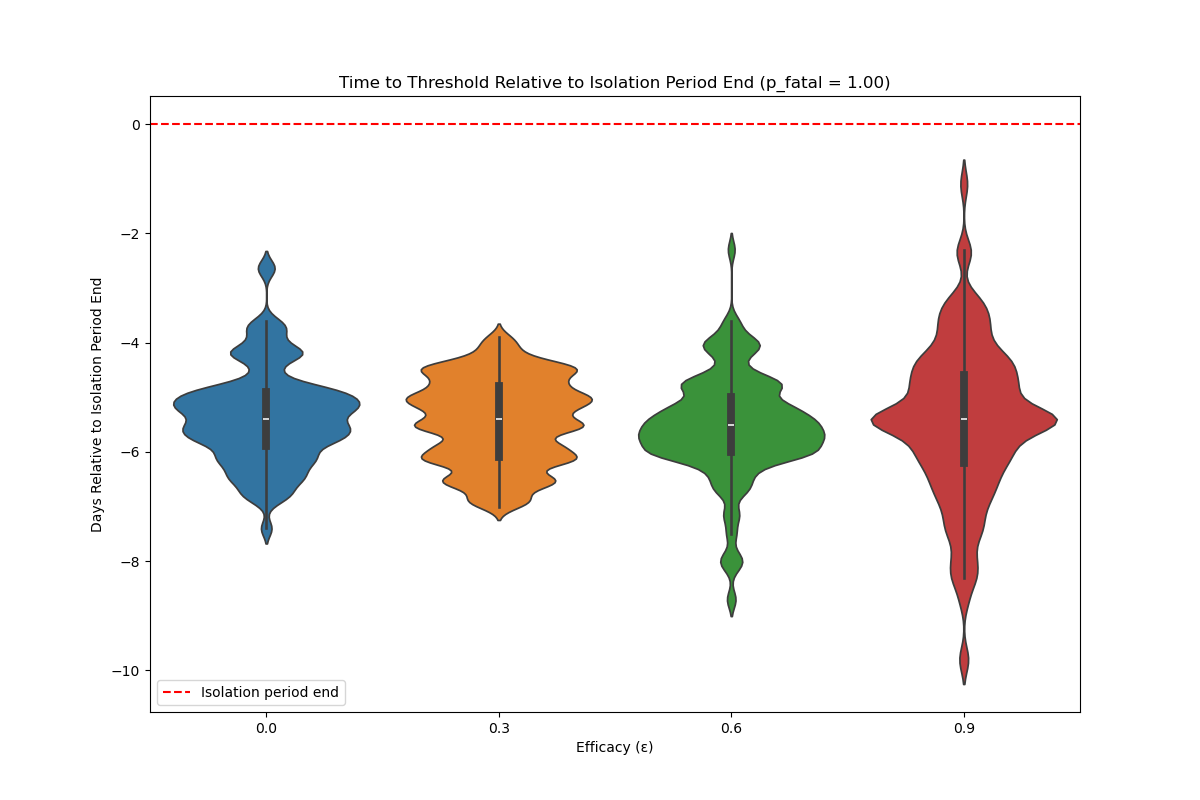 Time to Threshold Relative to Isolation Period End (p_fatal = 1.00)
Days Relative to Isolation Period End
0
−2
−4
−6
−8
−10
Isolation period end
0.0 0.3 0.6 0.9
Efficacy (ε)